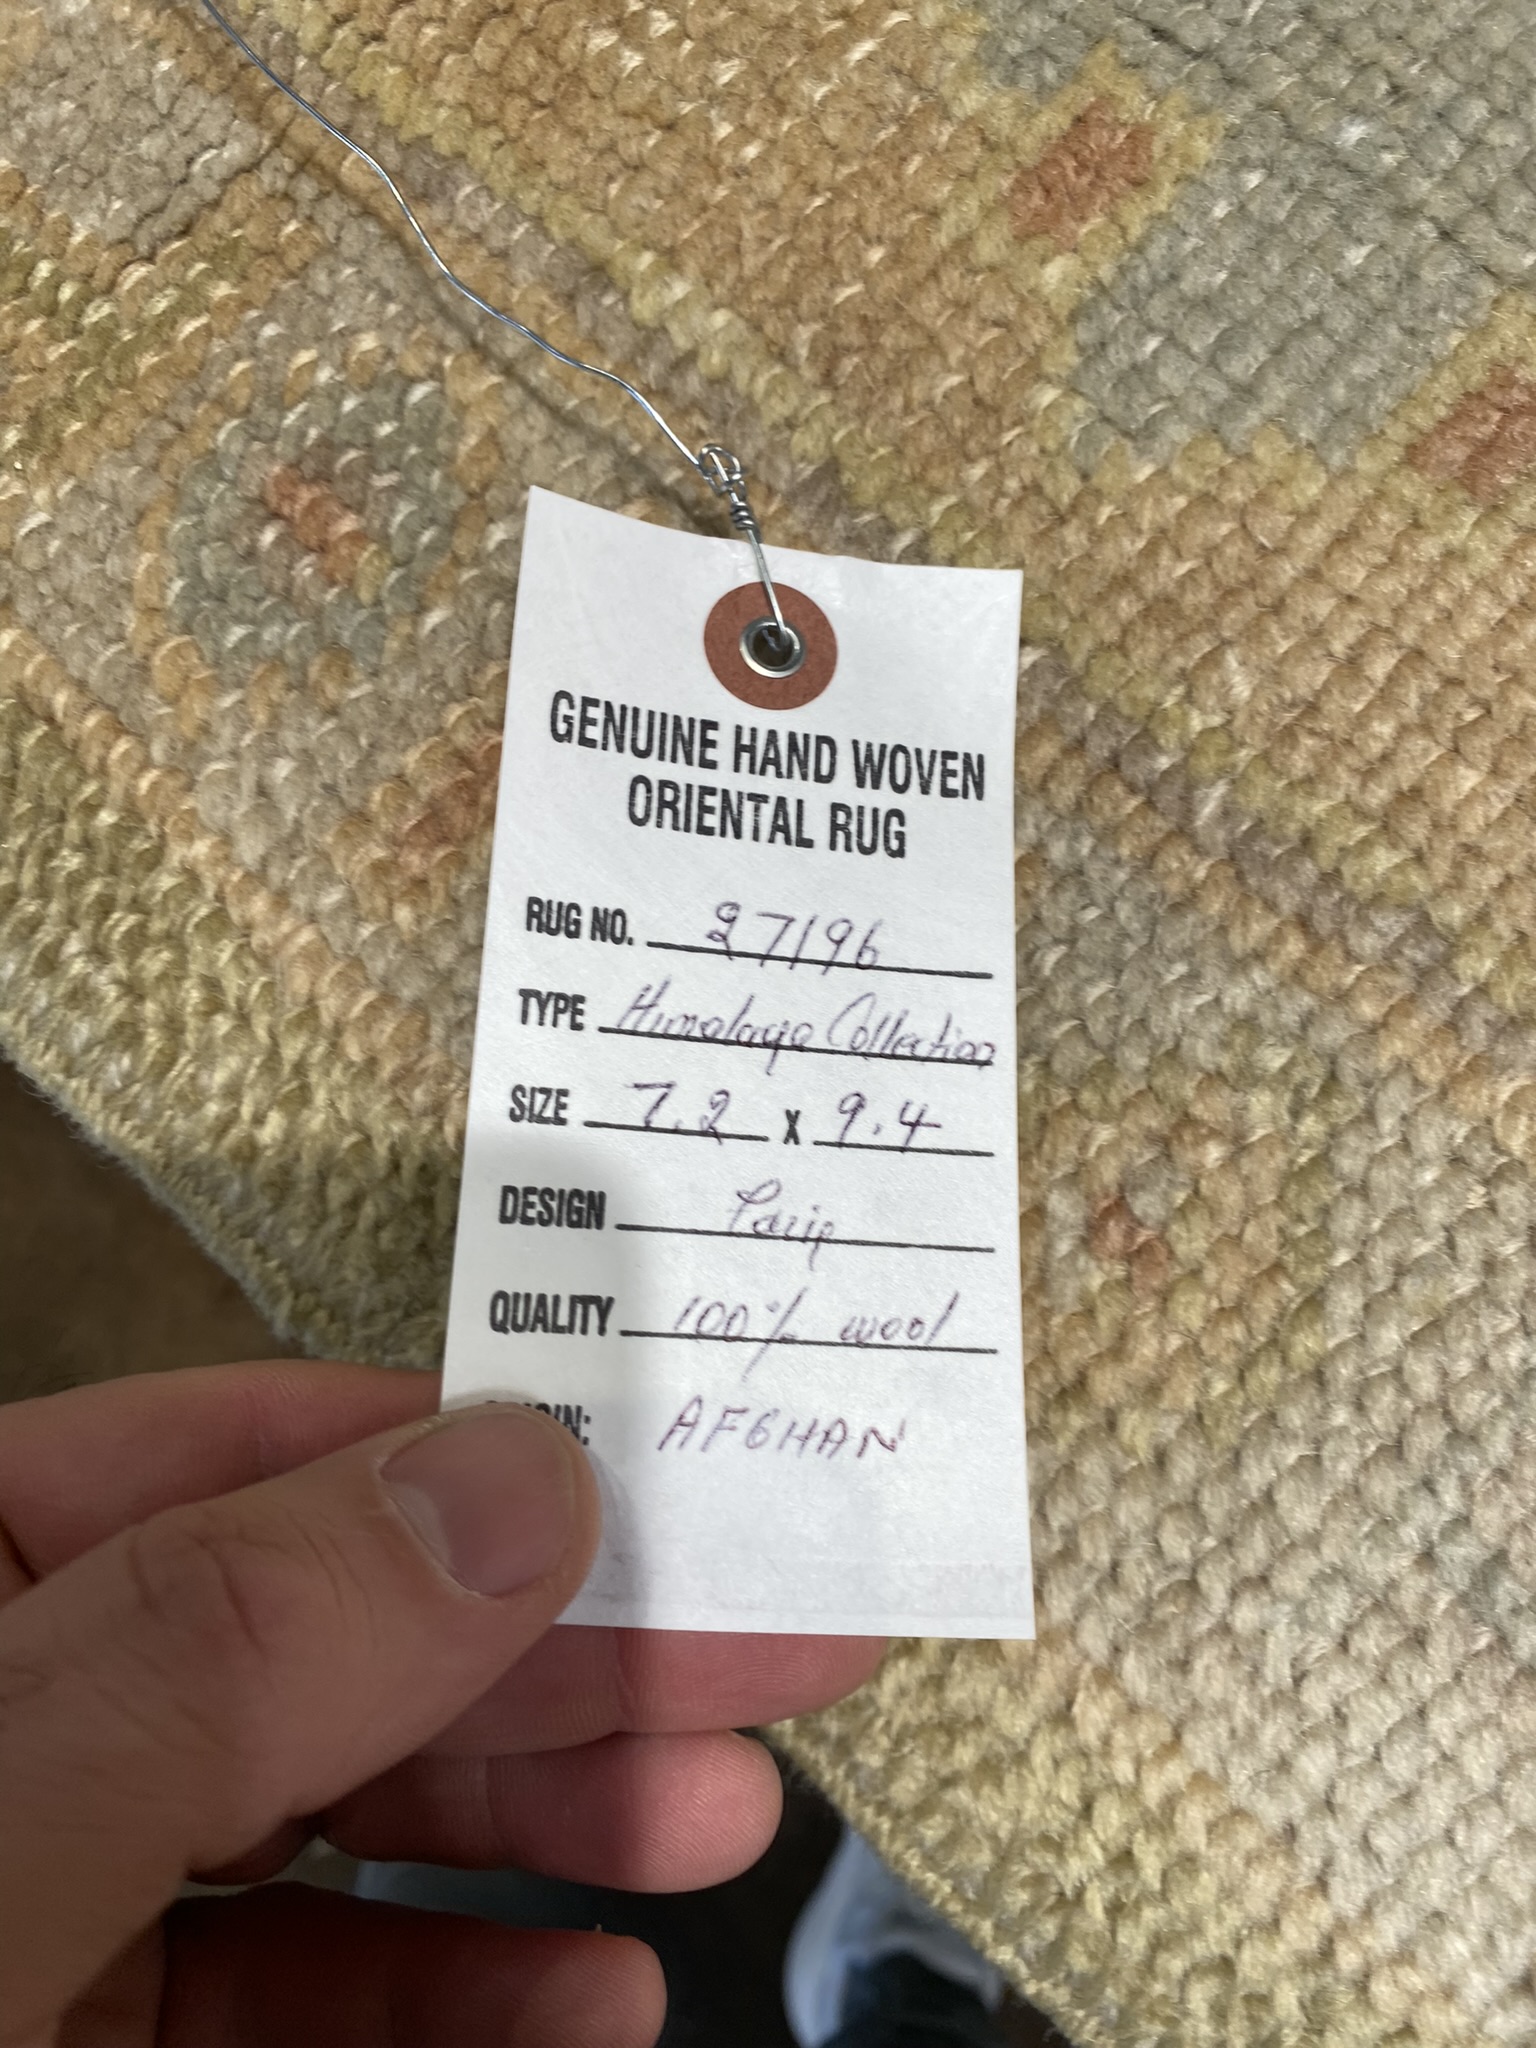 GENUINE HAND WOVEN
ORIENTAL RUG
RUG NO. 27196
TYPE Himalaya Collection
SIZE 7.2 x 9.4
DESIGN
QUALITY 100% wool
AFGHAN